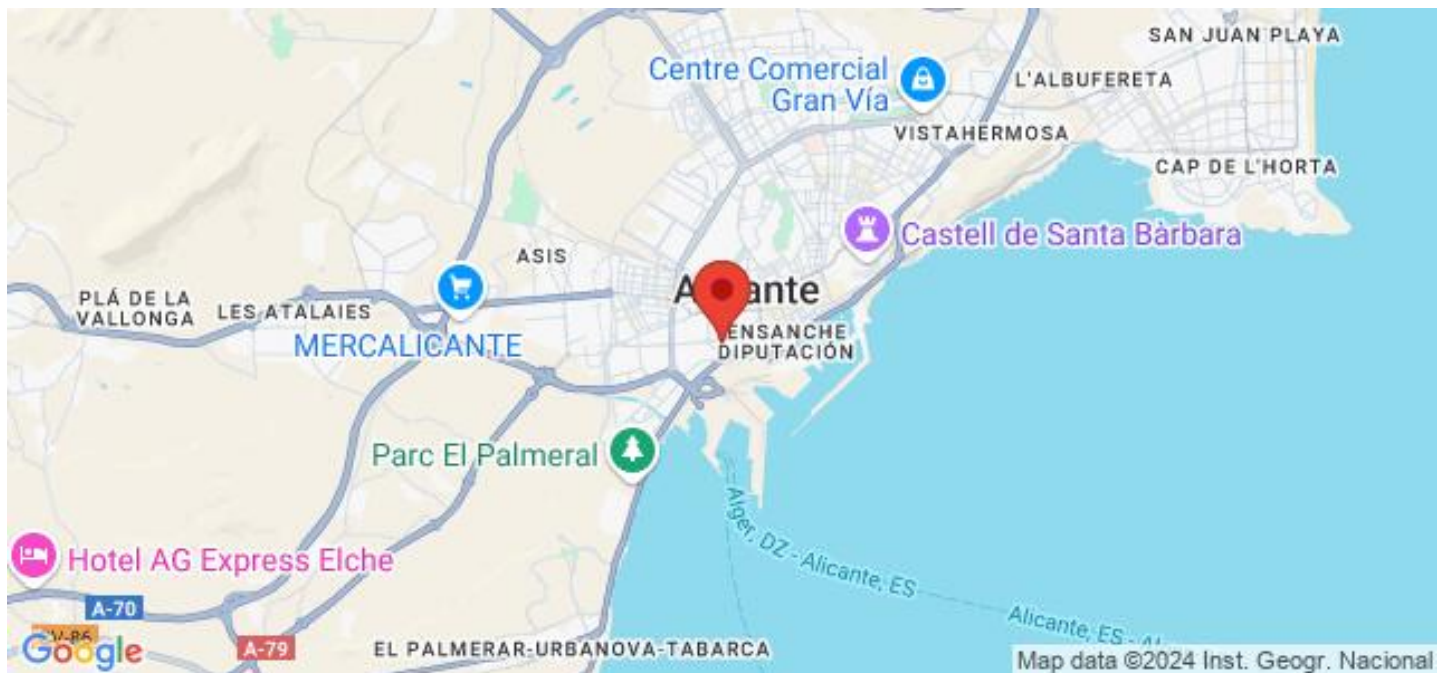 SAN JUAN PLAYA
Centre Comercial
Gran Vía
L'ALBUFERETA
VISTAHERMOSA
CAP DE L'HORTA
Castell de Santa Bàrbara
ASIS
PLÁ DE LA
VALLONGA
LES ATALAIES
MERCALICANTE
ENSANCHE
DIPUTACIÓN
Parc El Palmeral
Alger, DZ - Alicante, ES
Hotel AG Express Elche
A-70
A-79
EL PALMERAR-URBANOVA-TABARCA
Alicante, ES -
Google
Map data ©2024 Inst. Geogr. Nacional